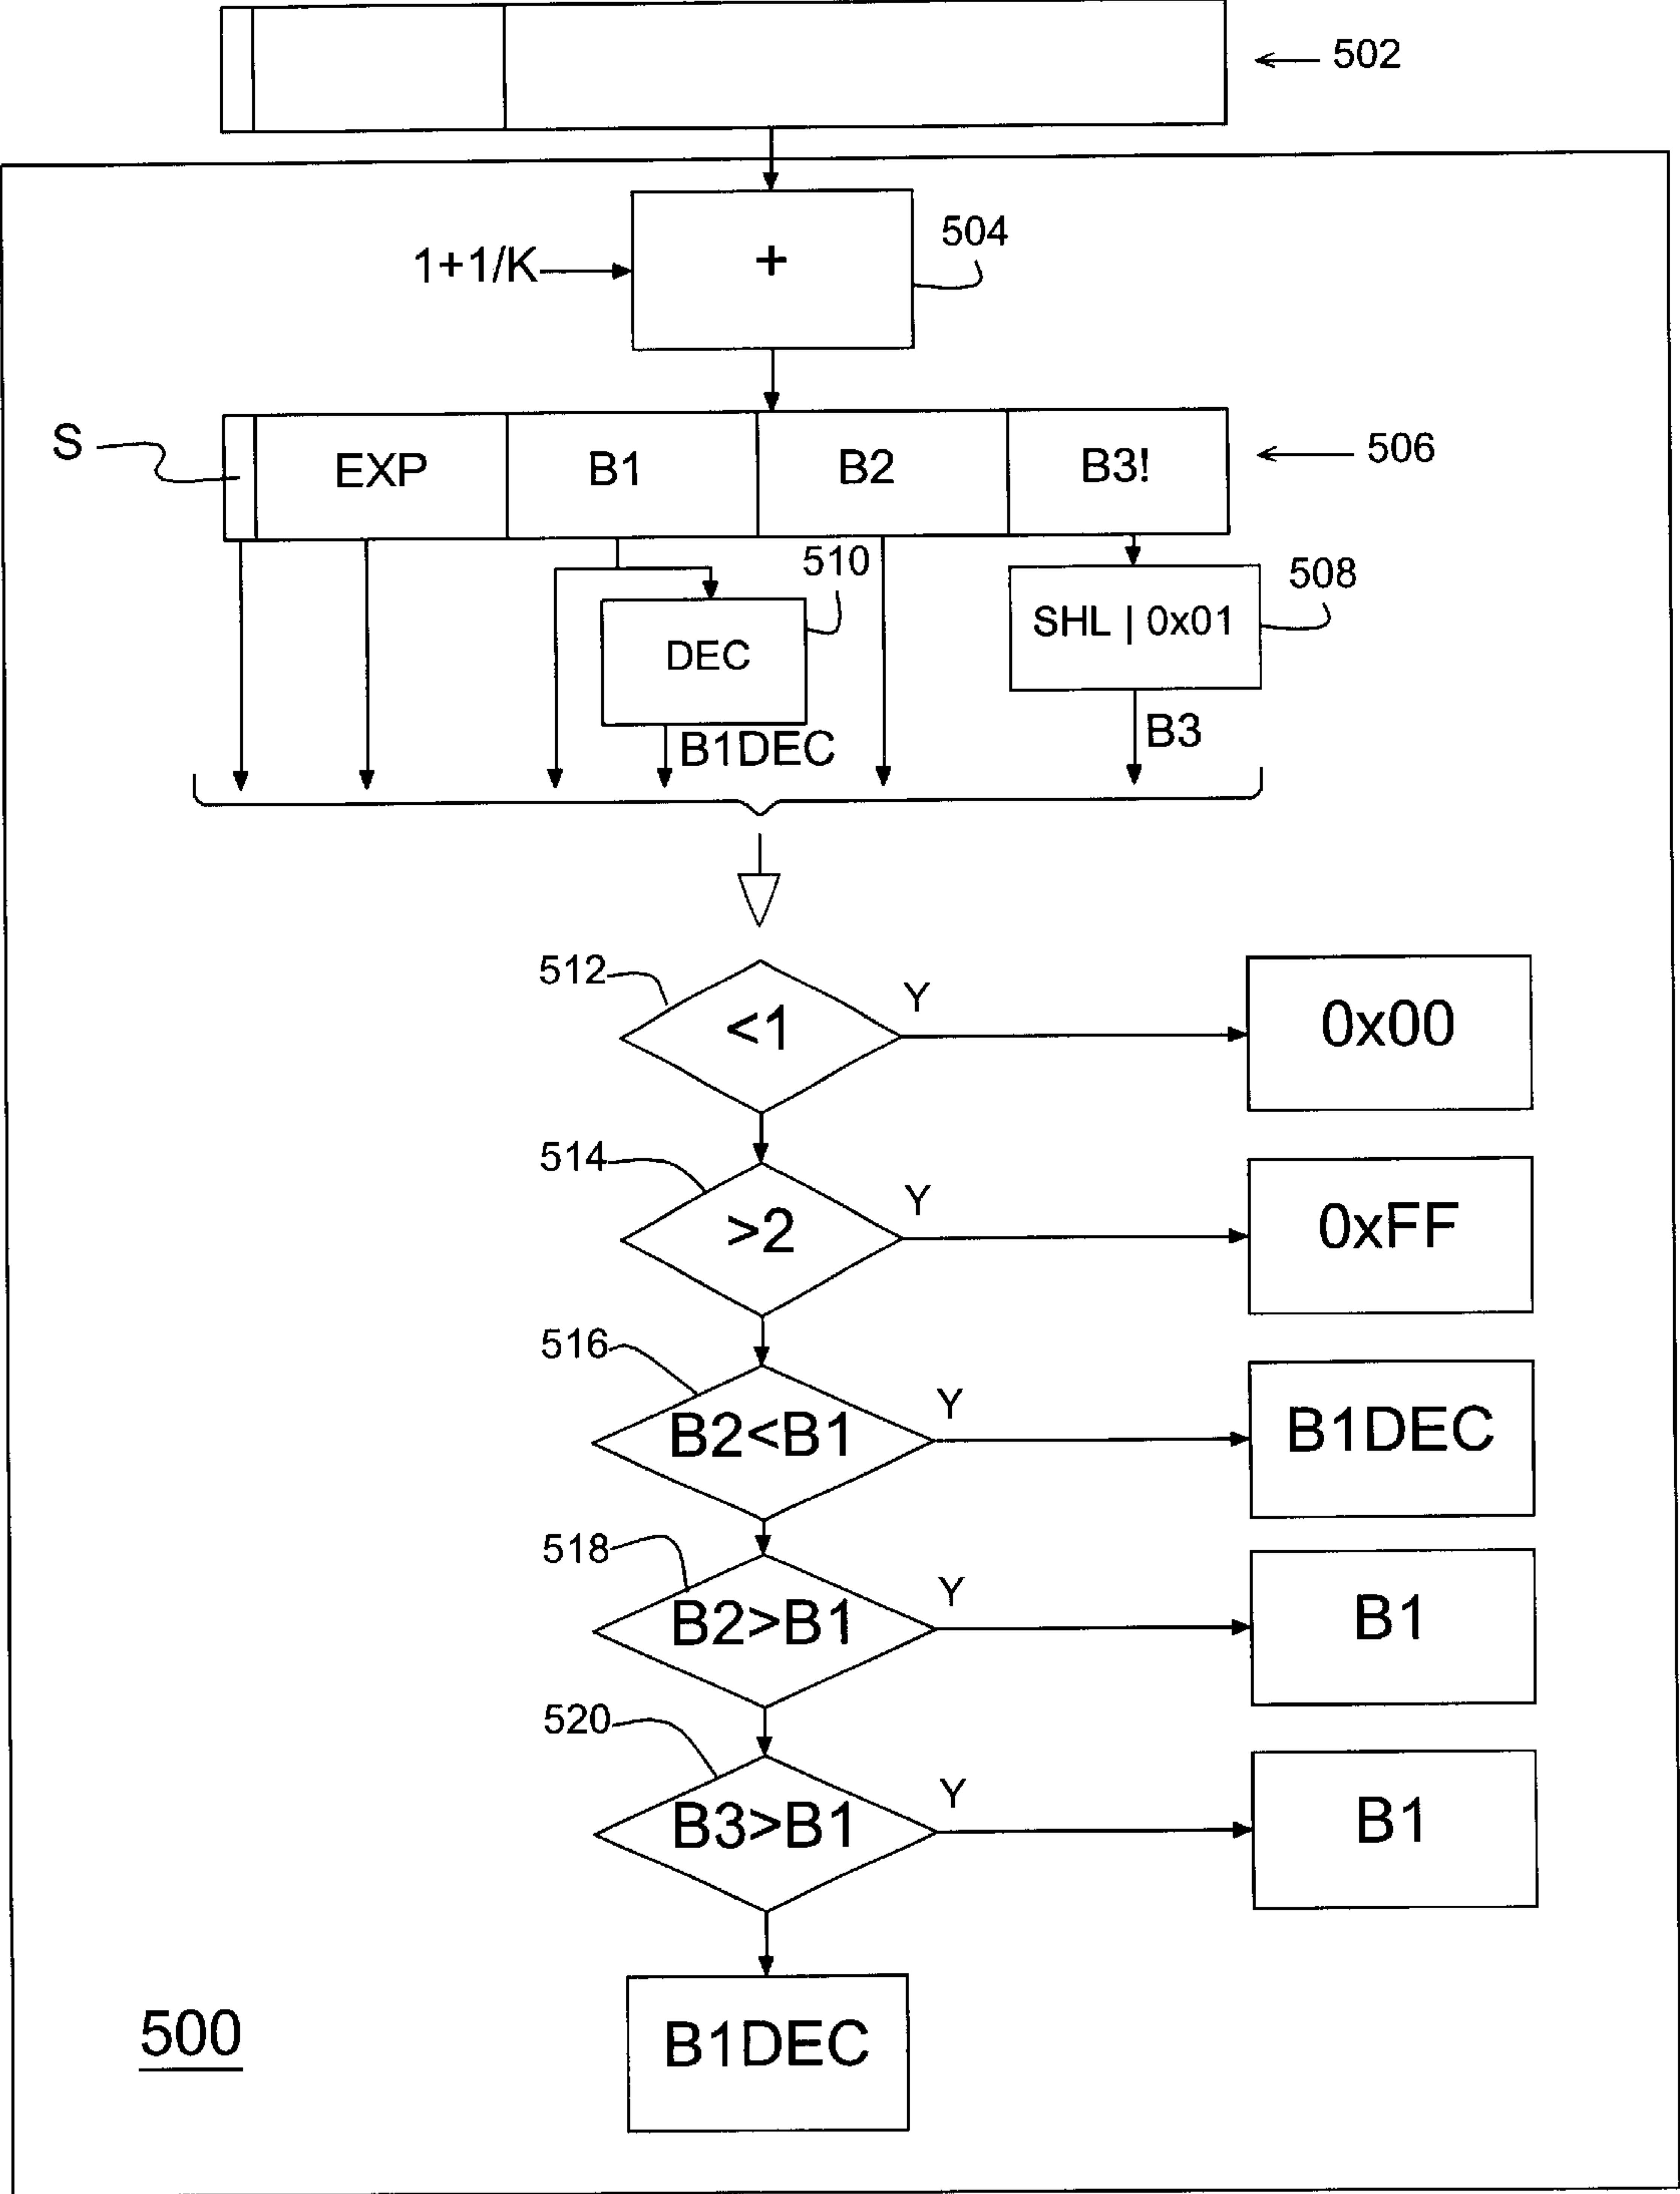 502
504
1+1/K
+
S
EXP
B1
B2
B3!
506
510
508
DEC
SHL | 0x01
B1DEC
B3
512
<1
Y
0x00
514
>2
Y
0xFF
516
B2<B1
Y
B1DEC
518
B2>B1
Y
B1
520
B3>B1
Y
B1
500
B1DEC